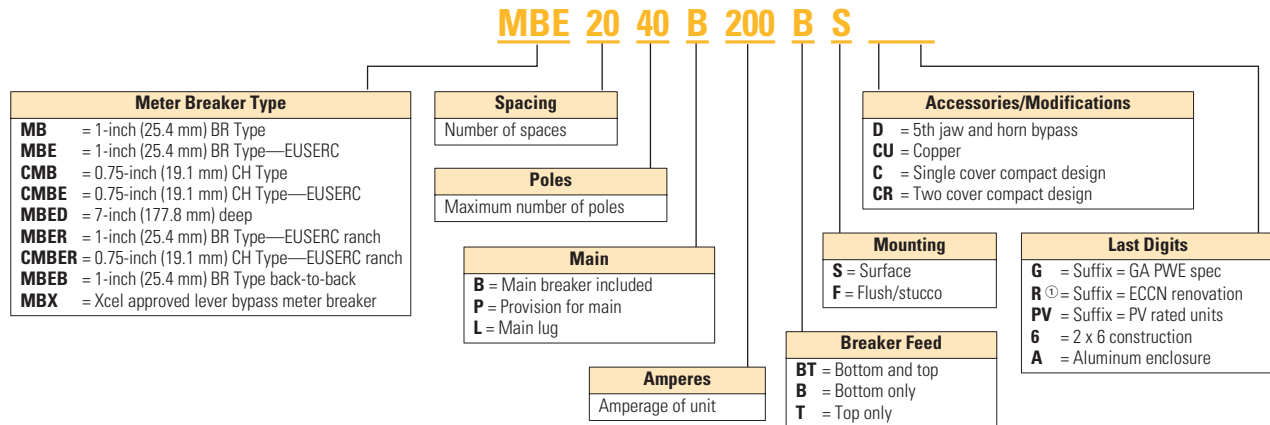 MBE 20 40 B 200 B S
Meter Breaker Type
MB = 1-inch (25.4 mm) BR Type
MBE = 1-inch (25.4 mm) BR Type—EUSERC
CMB = 0.75-inch (19.1 mm) CH Type
CMBE = 0.75-inch (19.1 mm) CH Type—EUSERC
MBED = 7-inch (177.8 mm) deep
MBER = 1-inch (25.4 mm) BR Type—EUSERC ranch
CMBER = 0.75-inch (19.1 mm) CH Type—EUSERC ranch
MBEB = 1-inch (25.4 mm) BR Type back-to-back
MBX = Xcel approved lever bypass meter breaker
Spacing
Number of spaces
Poles
Maximum number of poles
Main
B = Main breaker included
P = Provision for main
L = Main lug
Amperes
Amperage of unit
Breaker Feed
BT = Bottom and top
B = Bottom only
T = Top only
Mounting
S = Surface
F = Flush/stucco
Accessories/Modifications
D = 5th jaw and horn bypass
CU = Copper
C = Single cover compact design
CR = Two cover compact design
Last Digits
G = Suffix = GA PWE spec
R ① = Suffix = ECCN renovation
PV = Suffix = PV rated units
6 = 2 x 6 construction
A = Aluminum enclosure